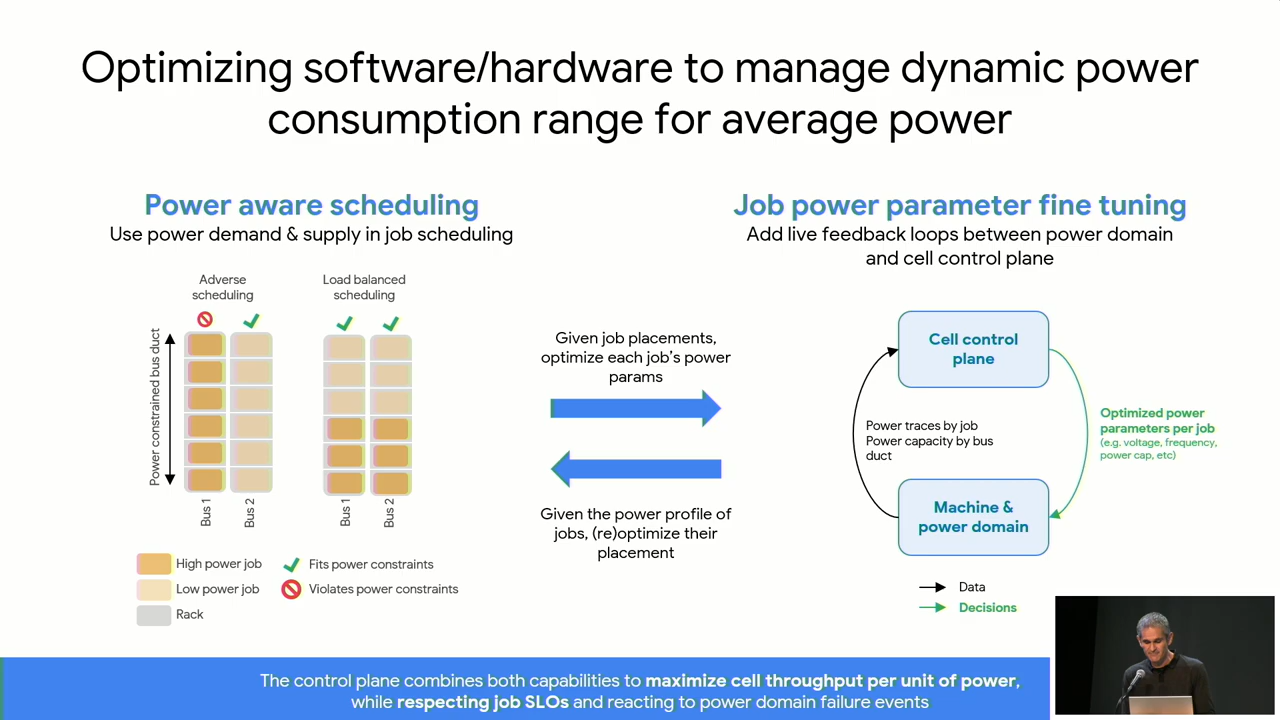 Optimizing software/hardware to manage dynamic power
consumption range for average power
Power aware scheduling
Use power demand & supply in job scheduling
Adverse
scheduling
Load balanced
scheduling
Power constrained bus duct
Bus 1
Bus 2
Bus 1
Bus 2
High power job
Low power job
Rack
Fits power constraints
Violates power constraints
Given job placements,
optimize each job's power
params
Given the power profile of
jobs, (re)optimize their
placement
Job power parameter fine tuning
Add live feedback loops between power domain
and cell control plane
Cell control
plane
Power traces by job
Power capacity by bus
duct
Optimized power
parameters per job
(e.g. voltage, frequency,
power cap, etc)
Machine &
power domain
Data
Decisions
The control plane combines both capabilities to maximize cell throughput per unit of power,
while respecting job SLOs and reacting to power domain failure events